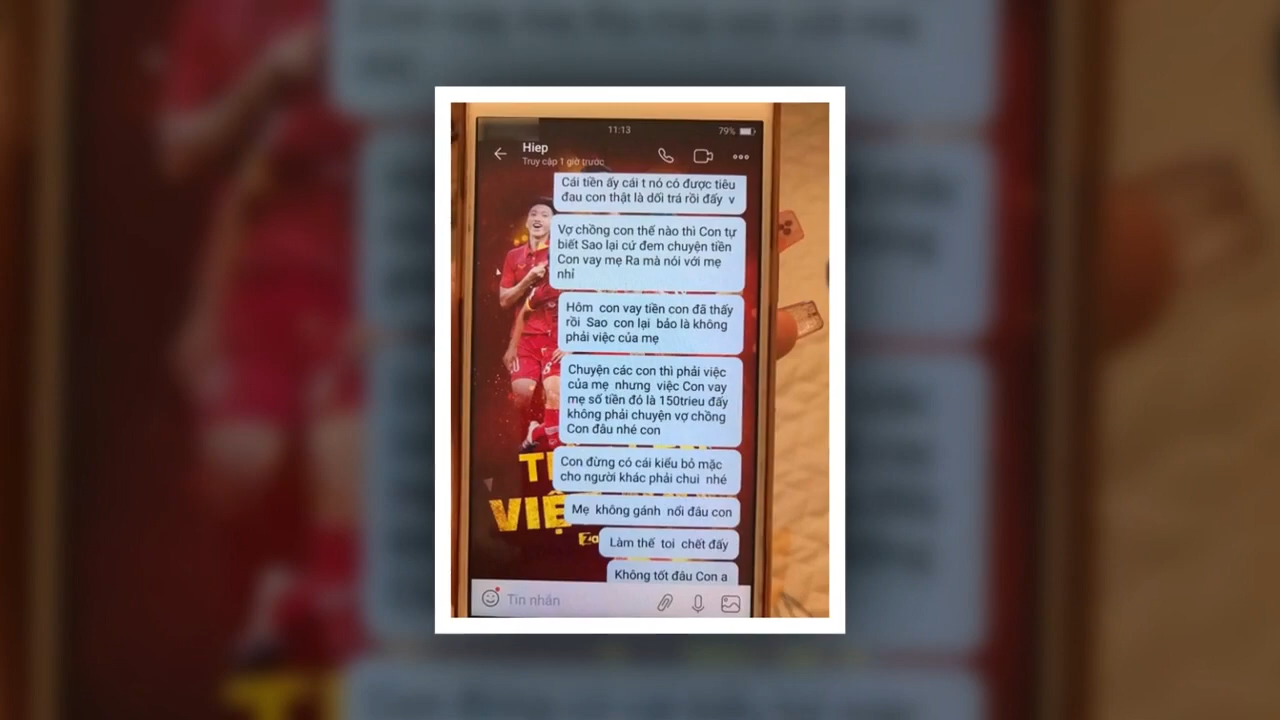 11:13
79%
Hiep
Truy cập 1 giờ trước
Cái tiền ấy cái t nó có được tiêu
đau con thật là dối trá rồi đấy v
Vợ chồng con thế nào thì Con tự
biết Sao lại cứ đem chuyện tiền
Con vay mẹ Ra mà nói với mẹ
nhỉ
Hôm con vay tiền con đã thấy
rồi Sao con lại bảo là không
phải việc của mẹ
Chuyện các con thì phải việc
của mẹ nhưng việc Con vay
mẹ số tiền đó là 150trieu đấy
không phải chuyện vợ chồng
Con đâu nhé con
Con đừng có cái kiểu bỏ mặc
cho người khác phải chui nhé
Mẹ không gánh nổi đâu con
Làm thế toi chết đấy
Không tốt đâu Con a
VIỆ
Tin nhắn